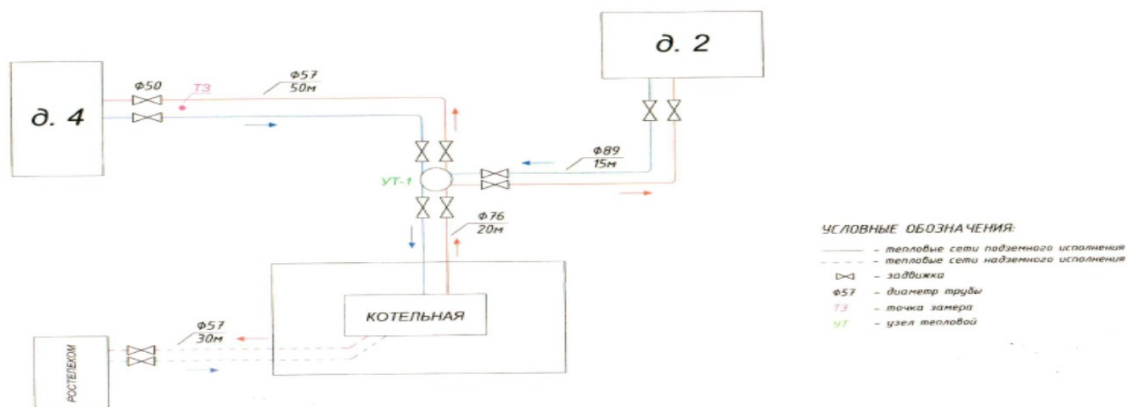 д. 2
Ф57
50м
Ф50
ТЗ
д. 4
Ф89
15м
УТ-1
Ф76
20м
КОТЕЛЬНАЯ
Ф57
30м
РОСТЕЛЕКОМ
УСЛОВНЫЕ ОБОЗНАЧЕНИЯ:
- тепловые сети подземного исполнения
- тепловые сети надземного исполнения
- задвижка
Ф57 - диаметр трубы
ТЗ - точка замера
УТ - узел тепловой